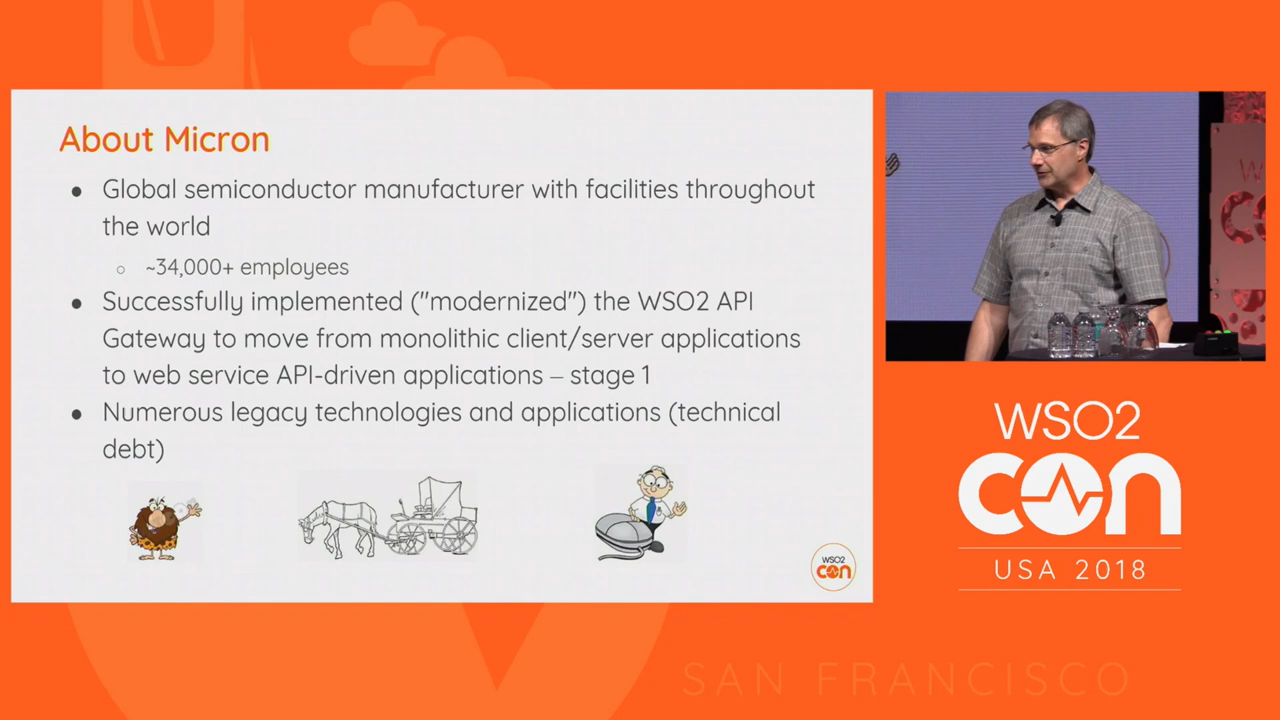 About Micron
● Global semiconductor manufacturer with facilities throughout
the world
○ ~34,000+ employees
● Successfully implemented ("modernized") the WSO2 API
Gateway to move from monolithic client/server applications
to web service API-driven applications – stage 1
● Numerous legacy technologies and applications (technical
debt)
WSO2
con
WSO2
con
USA 2018
SAN FRANCISCO